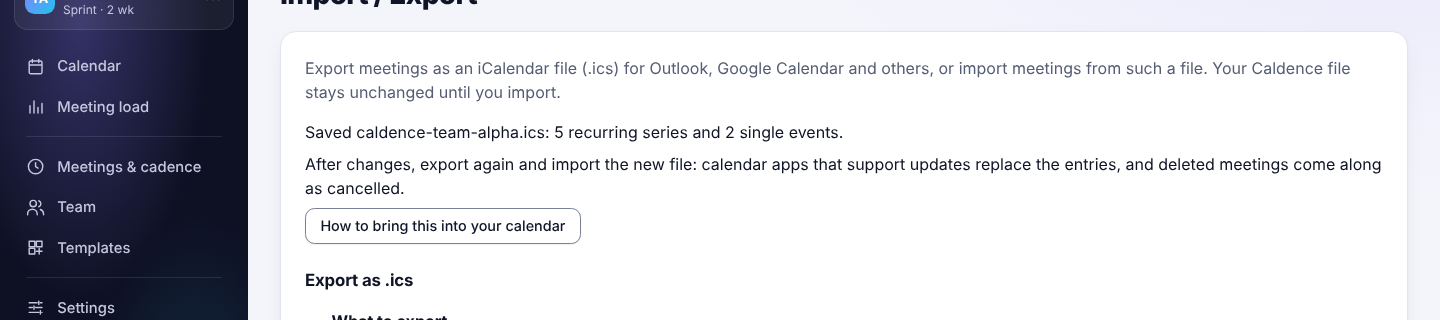 Sprint · 2 wk
Calendar
Meeting load
Meetings & cadence
Team
Templates
Settings
Import / Export
Export meetings as an iCalendar file (.ics) for Outlook, Google Calendar and others, or import meetings from such a file. Your Caldence file
stays unchanged until you import.
Saved caldence-team-alpha.ics: 5 recurring series and 2 single events.
After changes, export again and import the new file: calendar apps that support updates replace the entries, and deleted meetings come along
as cancelled.
How to bring this into your calendar
Export as .ics
What to export